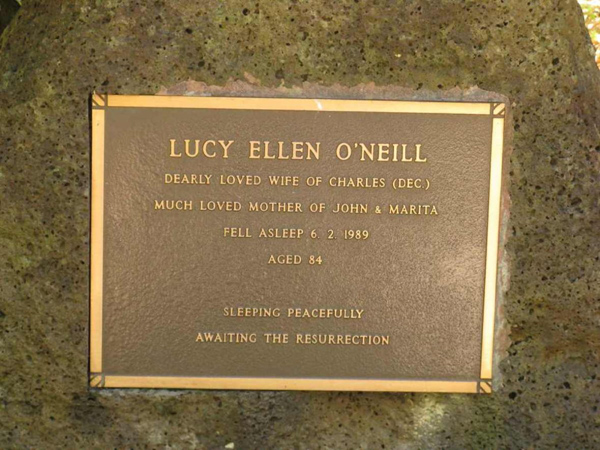 LUCY ELLEN O'NEILL
DEARLY LOVED WIFE OF CHARLES (DEC.)
MUCH LOVED MOTHER OF JOHN & MARITA
FELL ASLEEP 6. 2. 1989
AGED 84
SLEEPING PEACEFULLY
AWAITING THE RESURRECTION